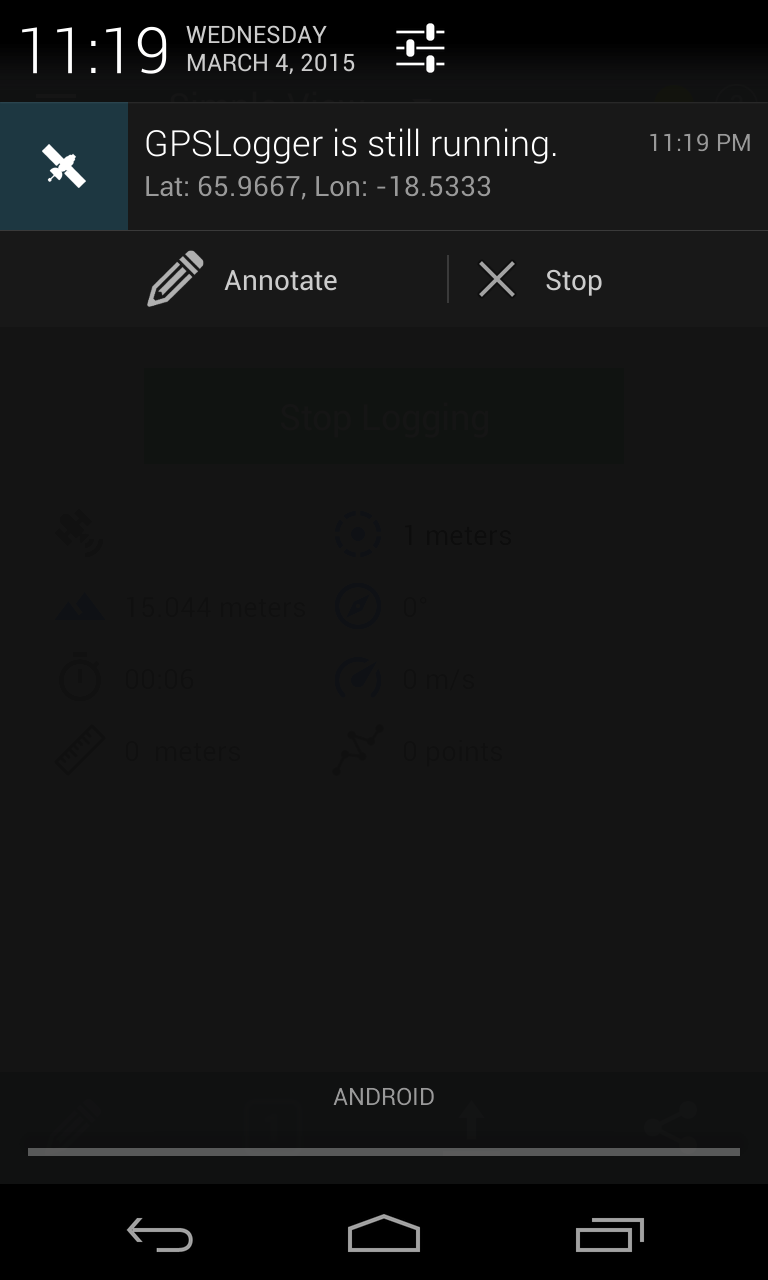 11:19
WEDNESDAY
MARCH 4, 2015
GPSLogger is still running.
11:19 PM
Lat: 65.9667, Lon: -18.5333
Annotate
Stop
Stop Logging
1 meters
15.044 meters
0°
00:06
0 m/s
0. meters
0 points
ANDROID